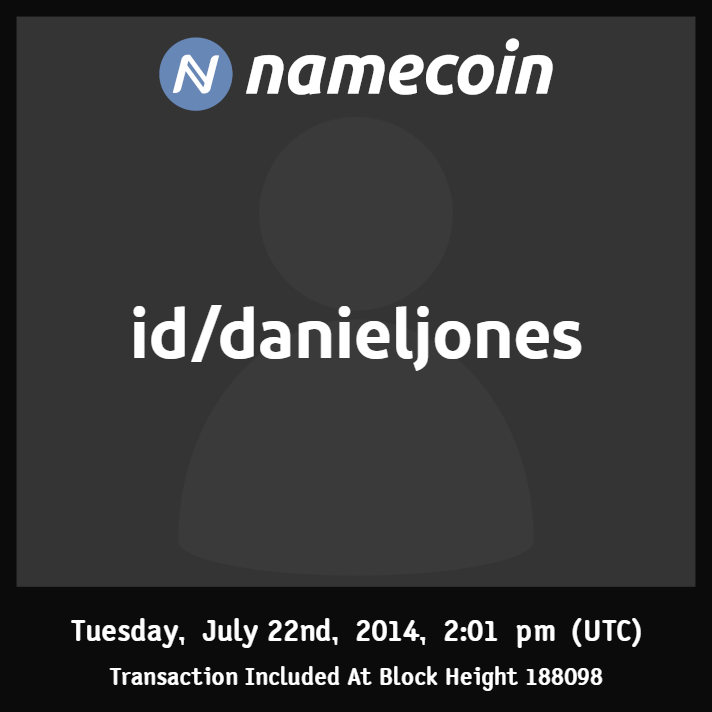 namecoin
id/danieljones
Tuesday, July 22nd, 2014, 2:01 pm (UTC)
Transaction Included At Block Height 188098